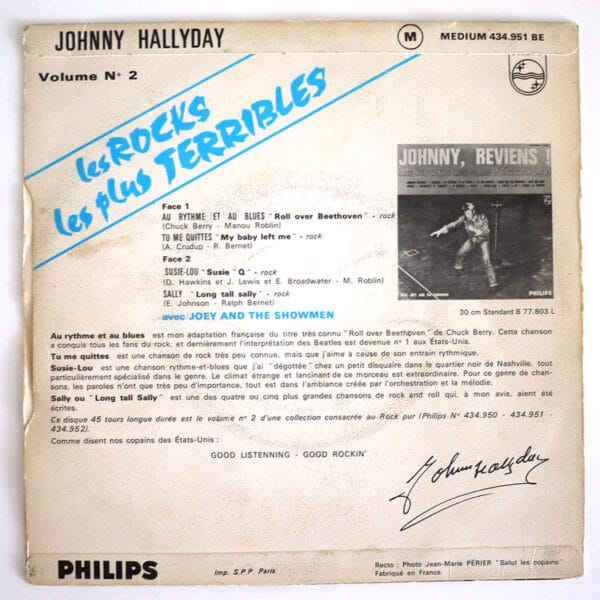 JOHNNY HALLYDAY
M MEDIUM 434.951 BE
Volume N° 2
les ROCKS
les plus TERRIBLES
JOHNNY, REVIENS !
PHILIPS
30 cm Standard B 77.803 L
Face 1
AU RYTHME ET AU BLUES "Roll over Beethoven" - rock
(Chuck Berry - Manou Roblin)
TU ME QUITTES "My baby left me" - rock
(A. Crudup - R. Bernet)
Face 2
SUSIE-LOU "Susie "Q" - rock
(D. Hawkins et J. Lewis et E. Broadwater - M. Roblin)
SALLY "Long tall sally" - rock
(E. Johnson - Ralph Bernet)
avec JOEY AND THE SHOWMEN
Au rythme et au blues est mon adaptation française du titre très connu "Roll over Beethoven" de Chuck Berry. Cette chanson
a conquis tous les fans du rock, et dernièrement l'interprétation des Beatles est devenue n° 1 aux États-Unis.
Tu me quittes est une chanson de rock très peu connue, mais que j'aime à cause de son entrain rythmique.
Susie-Lou est une chanson rythme-et-blues que j'ai "dégottée" chez un petit disquaire dans le quartier noir de Nashville, tout
particulièrement spécialisé dans le genre. Le climat étrange et lancinant de ce morceau est extraordinaire. Pour ce genre de chan-
sons, les paroles n'ont que très peu d'importance, tout est dans l'ambiance créée par l'orchestration et la mélodie.
Sally ou "Long tall Sally" est une des quatre ou cinq plus grandes chansons de rock and roll qui, à mon avis, aient été
écrites.
Ce disque 45 tours longue durée est le volume n° 2 d'une collection consacrée au Rock pur (Philips N° 434.950 - 434.951 -
434.952).
Comme disent nos copains des États-Unis :
GOOD LISTENNING - GOOD ROCKIN'
Johnny Hallyday
PHILIPS
Imp. S.P.P. Paris
Recto : Photo Jean-Marie PÉRIER "Salut les copains"
Fabriqué en France.